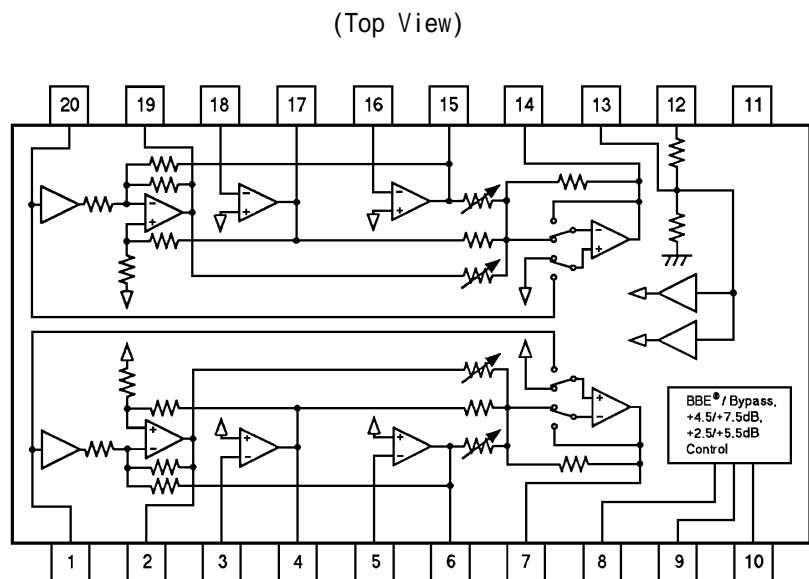 (Top View)
20 19 18 17 16 15 14 13 12 11
BBE® / Bypass,
+4.5/+7.5dB,
+2.5/+5.5dB
Control
1 2 3 4 5 6 7 8 9 10